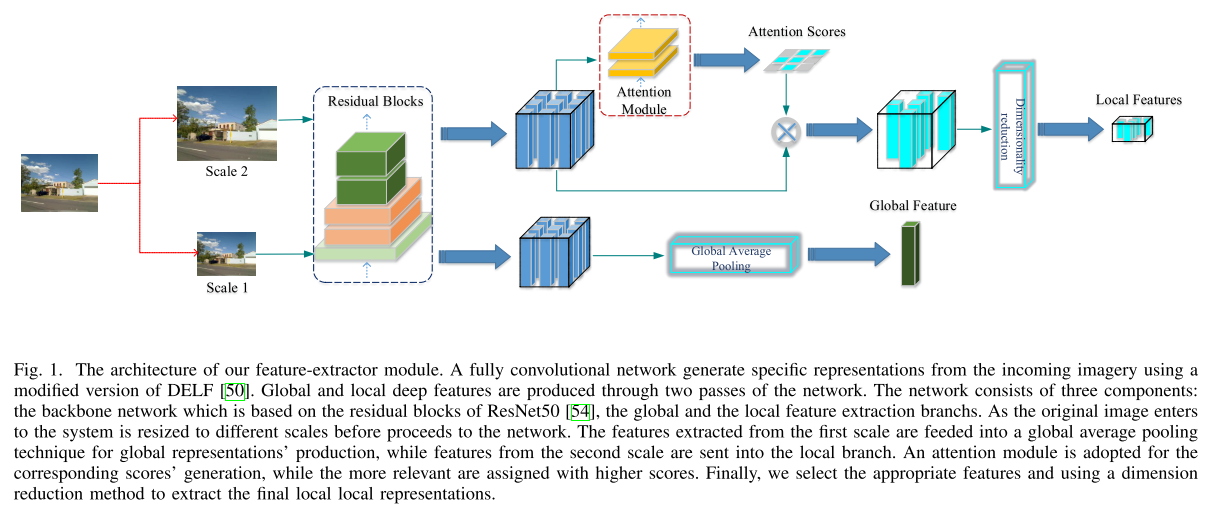 Attention Scores
Attention
Module
Residual Blocks
Scale 2
Dimensionality
reduction
Local Features
Global Feature
Global Average
Pooling
Scale 1
Fig. 1. The architecture of our feature-extractor module. A fully convolutional network generate specific representations from the incoming imagery using a
modified version of DELF [50]. Global and local deep features are produced through two passes of the network. The network consists of three components:
the backbone network which is based on the residual blocks of ResNet50 [54], the global and the local feature extraction branchs. As the original image enters
to the system is resized to different scales before proceeds to the network. The features extracted from the first scale are feeded into a global average pooling
technique for global representations' production, while features from the second scale are sent into the local branch. An attention module is adopted for the
corresponding scores' generation, while the more relevant are assigned with higher scores. Finally, we select the appropriate features and using a dimension
reduction method to extract the final local local representations.